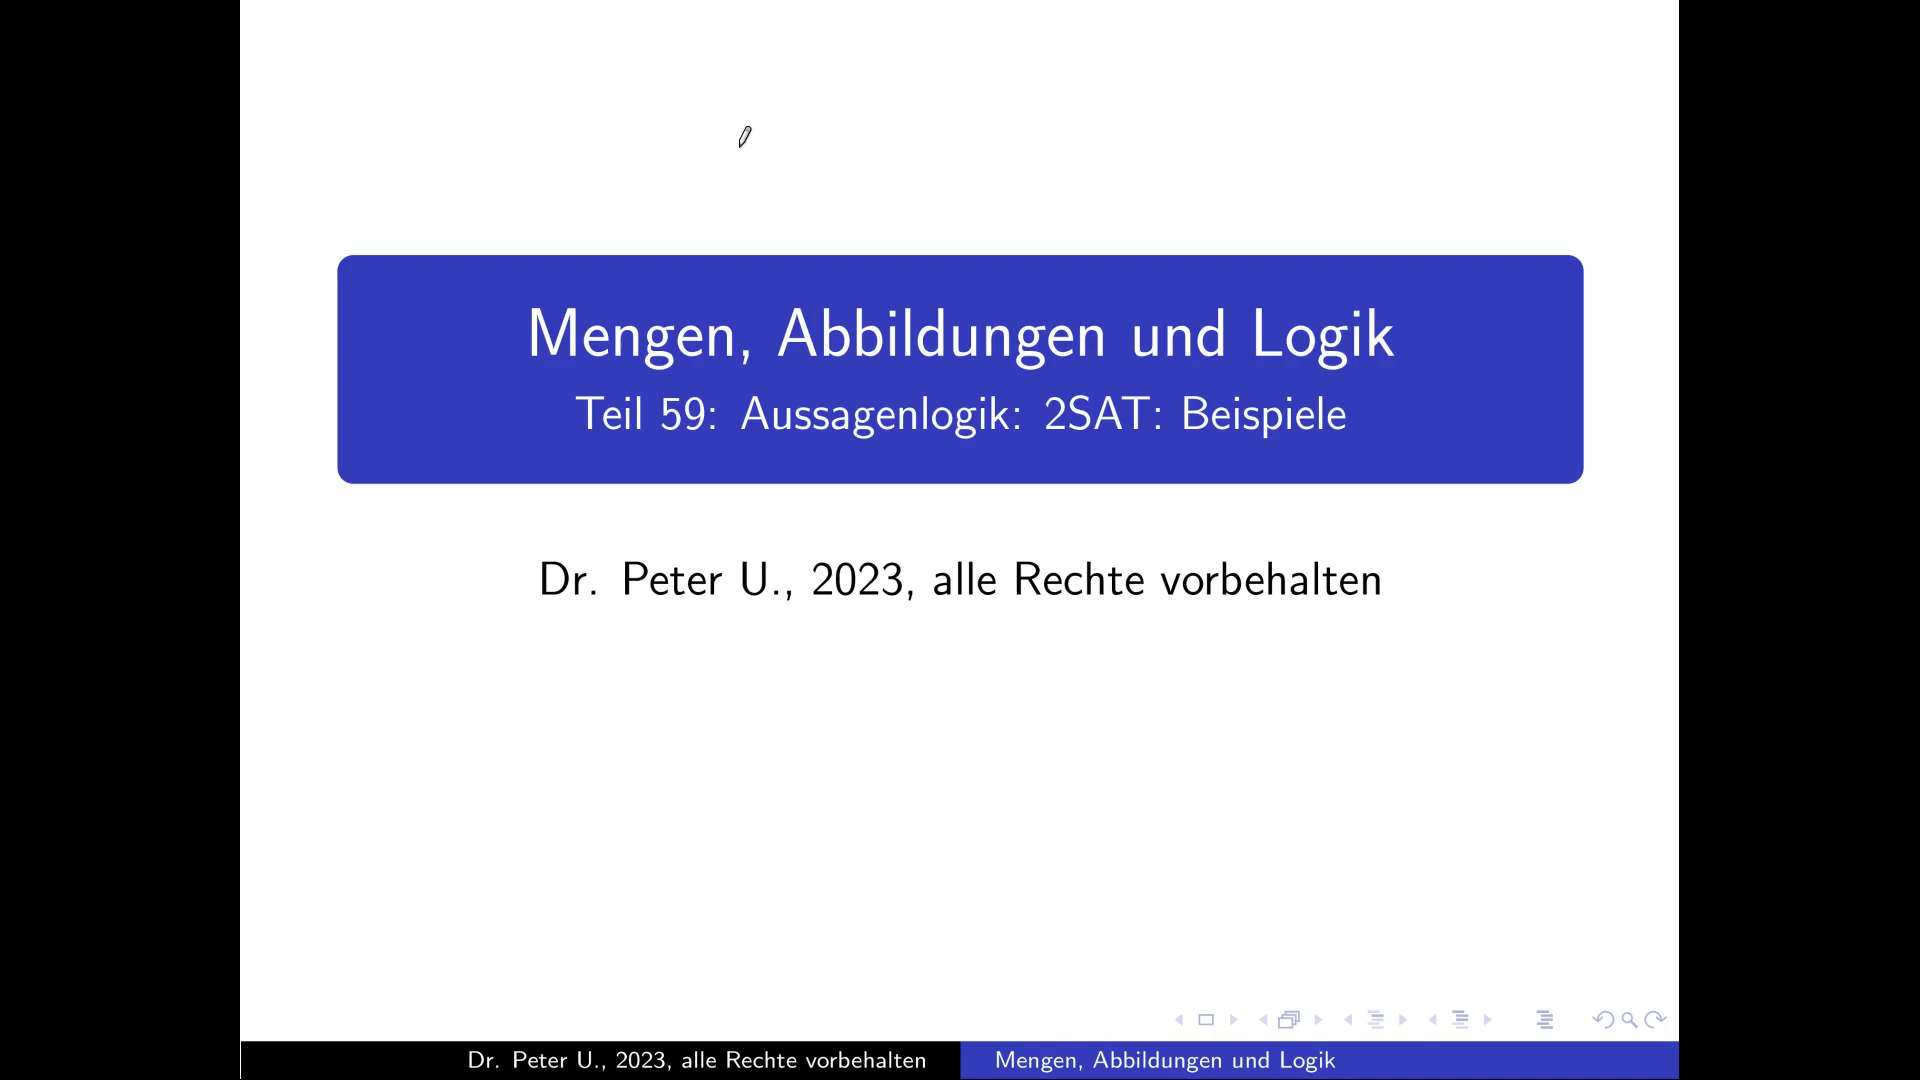 Mengen, Abbildungen und Logik
Teil 59: Aussagenlogik: 2SAT: Beispiele
Dr. Peter U., 2023, alle Rechte vorbehalten
Dr. Peter U., 2023, alle Rechte vorbehalten
Mengen, Abbildungen und Logik